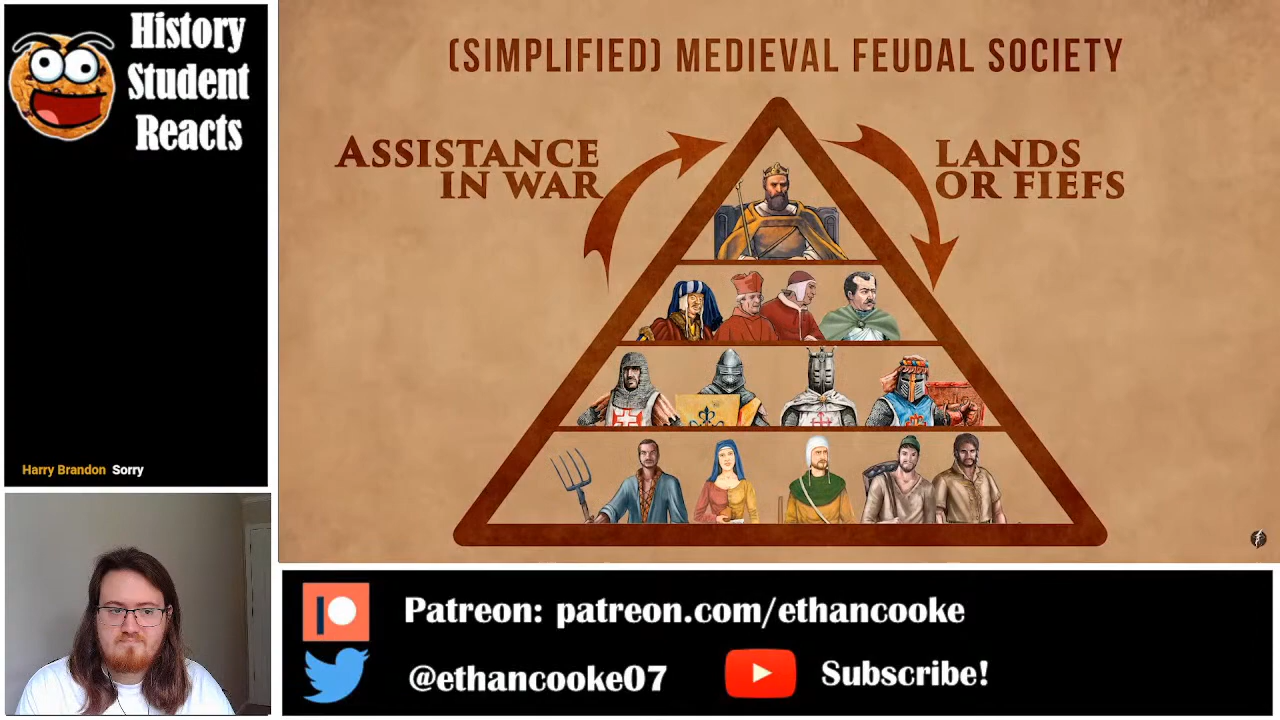 History
Student
Reacts
(SIMPLIFIED) MEDIEVAL FEUDAL SOCIETY
ASSISTANCE
IN WAR
LANDS
OR FIEFS
Harry Brandon Sorry
Patreon: patreon.com/ethancooke
@ethancooke07
Subscribe!